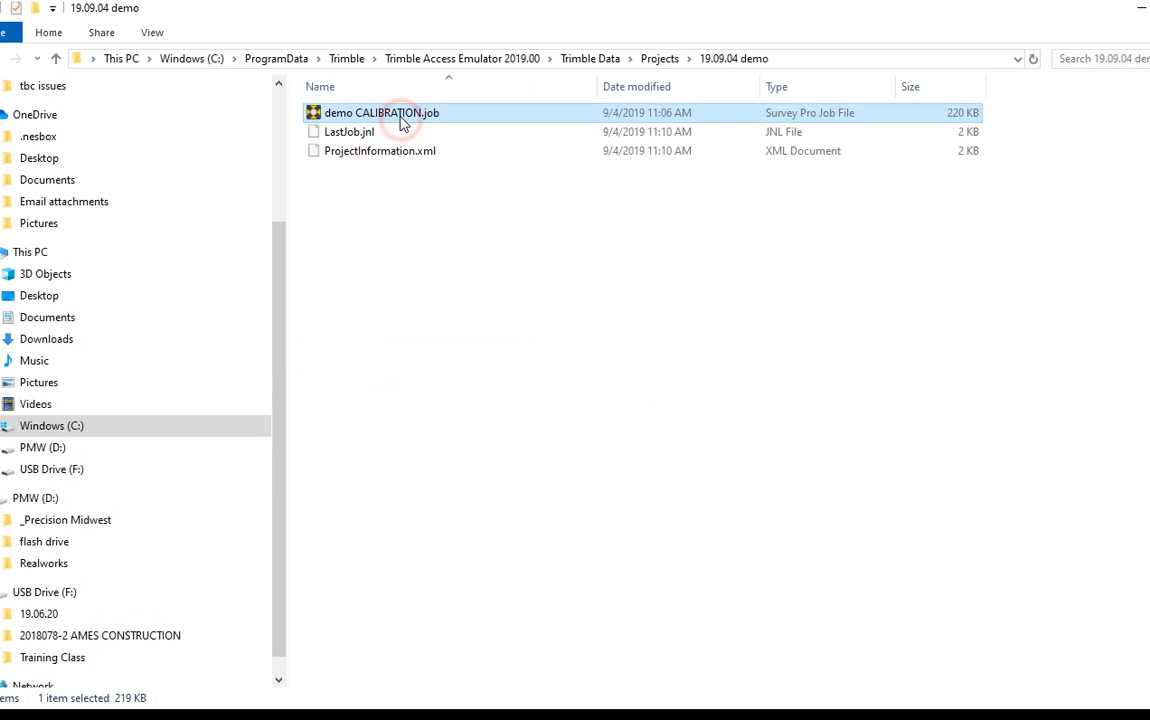 19.09.04 demo
e Home Share View
This PC Windows (C:) ProgramData Trimble Trimble Access Emulator 2019.00 Trimble Data Projects 19.09.04 demo
Search 19.09.04 der
tbc issues
OneDrive
.nesbox
Desktop
Documents
Email attachments
Pictures
This PC
3D Objects
Desktop
Documents
Downloads
Music
Pictures
Videos
Windows (C:)
PMW (D:)
USB Drive (F:)
PMW (D:)
_Precision Midwest
flash drive
Realworks
USB Drive (F:)
19.06.20
2018078-2 AMES CONSTRUCTION
Training Class
Network
Name Date modified Type Size
demo CALIBRATION.job 9/4/2019 11:06 AM Survey Pro Job File 220 KB
LastJob.jnl 9/4/2019 11:10 AM JNL File 2 KB
ProjectInformation.xml 9/4/2019 11:10 AM XML Document 2 KB
ems 1 item selected 219 KB